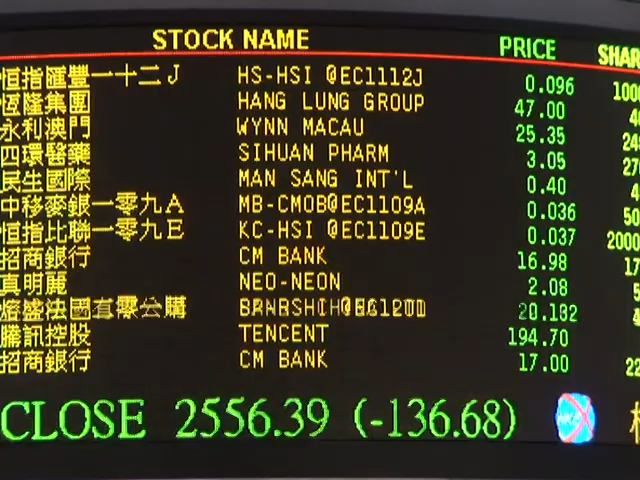 STOCK NAME PRICE SHAR
恒指匯豐一十二J HS-HSI @EC1112J 0.096 1000
恆隆集團 HANG LUNG GROUP 47.00
永利澳門 WYNN MACAU 25.35
四環醫藥 SIHUAN PHARM 3.05
民生國際 MAN SANG INT'L 0.40
中移麥銀一零九A MB-CMOB@EC1109A 0.036
恒指比聯一零九E KC-HSI @EC1109E 0.037 2000
招商銀行 CM BANK 16.98
真明麗 NEO-NEON 2.08
騰訊控股 TENCENT 194.70
招商銀行 CM BANK 17.00
CLOSE 2556.39 (-136.68)